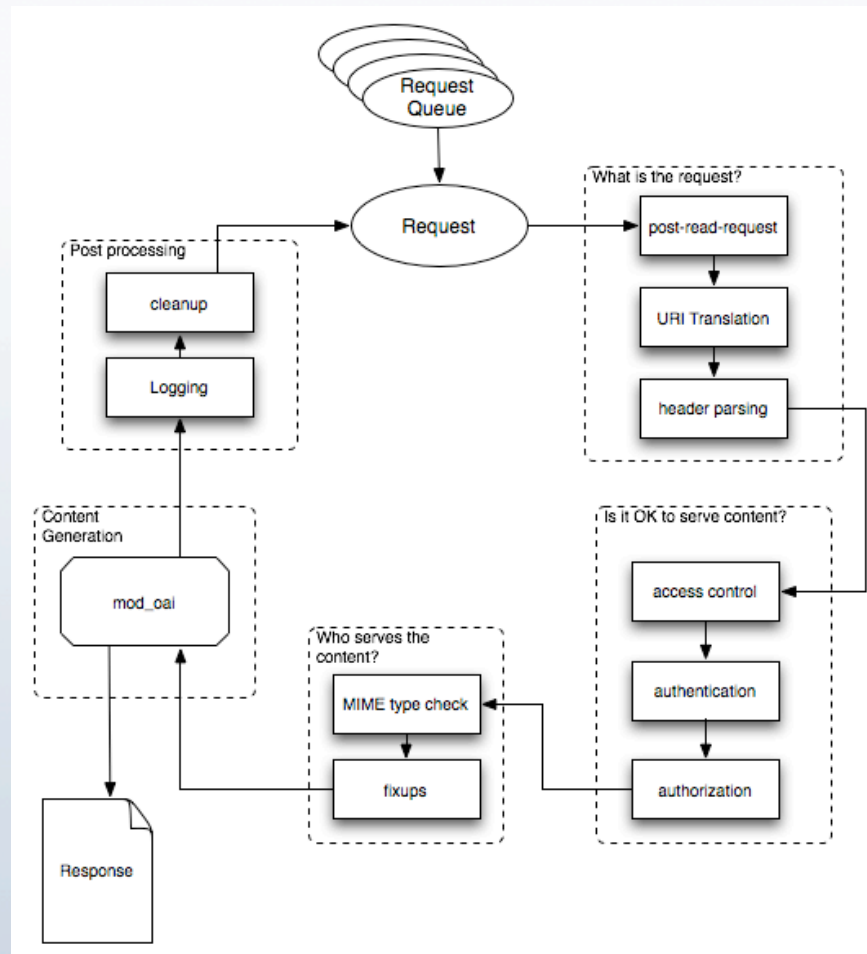 Request
Queue
Request
What is the request?
post-read-request
URI Translation
header parsing
Is it OK to serve content?
access control
authentication
authorization
Who serves the
content?
MIME type check
fixups
Content
Generation
mod_oai
Response
Post processing
cleanup
Logging